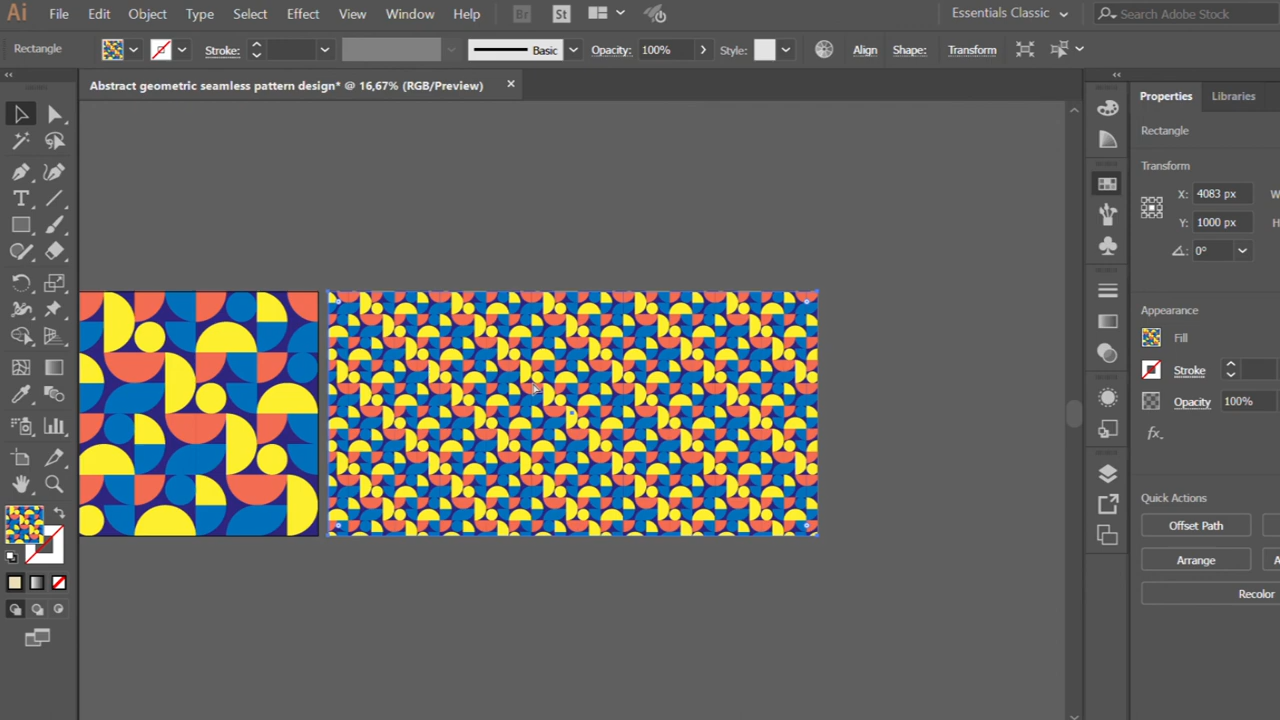 Ai File Edit Object Type Select Effect View Window Help Br St Essentials Classic Search Adobe Stock
Rectangle Stroke: Basic Opacity: 100% Style: Align Shape: Transform
Abstract geometric seamless pattern design* @ 16,67% (RGB/Preview) ×
Properties Libraries
Rectangle
Transform
X: 4083 px W
Y: 1000 px H
0°
Appearance
Fill
Stroke
Opacity 100%
fx.
Quick Actions
Offset Path
Arrange A
Recolor